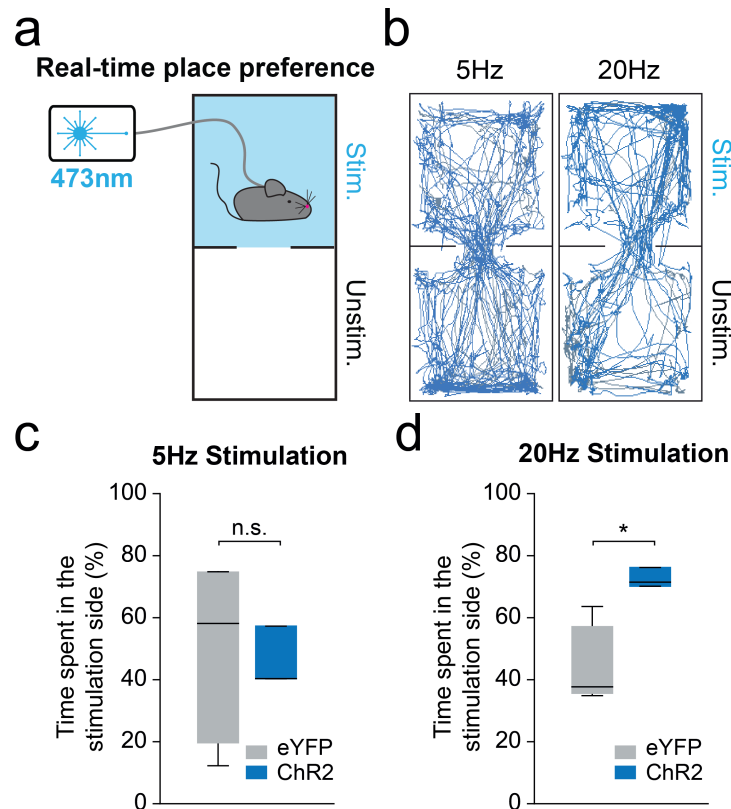 a
Real-time place preference
473nm
Stim.
Unstim.
b
5Hz
20Hz
Stim.
Unstim.
c
5Hz Stimulation
Time spent in the
stimulation side (%)
100
80
60
40
20
0
n.s.
eYFP
ChR2
d
20Hz Stimulation
Time spent in the
stimulation side (%)
100
80
60
40
20
0
*
eYFP
ChR2